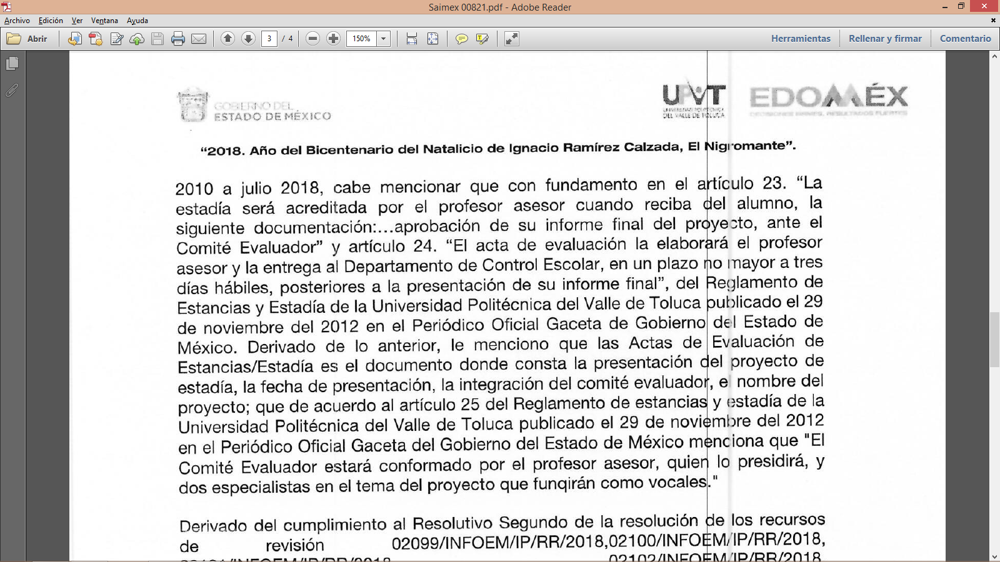 Saimex 00821.pdf - Adobe Reader
Archivo Edición Ver Ventana Ayuda
Abrir 3 / 4 150% Herramientas Rellenar y firmar Comentario
GOBIERNO DEL
ESTADO DE MÉXICO
UPVT
UNIVERSIDAD POLITÉCNICA
DEL VALLE DE TOLUCA
EDOMÉX
DECISIONES FIRMES, RESULTADOS FUERTES
“2018. Año del Bicentenario del Natalicio de Ignacio Ramírez Calzada, El Nigromante”.
2010 a julio 2018, cabe mencionar que con fundamento en el artículo 23. “La
estadía será acreditada por el profesor asesor cuando reciba del alumno, la
siguiente documentación:...aprobación de su informe final del proyecto, ante el
Comité Evaluador” y artículo 24. “El acta de evaluación la elaborará el profesor
asesor y la entrega al Departamento de Control Escolar, en un plazo no mayor a tres
días hábiles, posteriores a la presentación de su informe final”, del Reglamento de
Estancias y Estadía de la Universidad Politécnica del Valle de Toluca publicado el 29
de noviembre del 2012 en el Periódico Oficial Gaceta de Gobierno del Estado de
México. Derivado de lo anterior, le menciono que las Actas de Evaluación de
Estancias/Estadía es el documento donde consta la presentación del proyecto de
estadía, la fecha de presentación, la integración del comité evaluador, el nombre del
proyecto; que de acuerdo al artículo 25 del Reglamento de estancias y estadía de la
Universidad Politécnica del Valle de Toluca publicado el 29 de noviembre del 2012
en el Periódico Oficial Gaceta del Gobierno del Estado de México menciona que "El
Comité Evaluador estará conformado por el profesor asesor, quien lo presidirá, y
dos especialistas en el tema del proyecto que funqirán como vocales."
Derivado del cumplimiento al Resolutivo Segundo de la resolución de los recursos
de revisión 02099/INFOEM/IP/RR/2018,02100/INFOEM/IP/RR/2018,
02102/INFOEM/IP/RR/2018